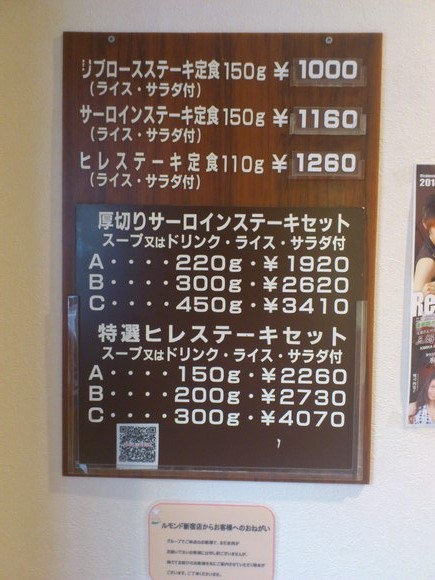 リブロースステーキ定食150g ¥ 1000
(ライス・サラダ付)
サーロインステーキ定食150g ¥ 1160
(ライス・サラダ付)
ヒレステーキ定食110g ¥ 1260
(ライス・サラダ付)
厚切りサーロインステーキセット
スープ又はドリンク・ライス・サラダ付
A・・・・220g・¥1920
B・・・・300g・¥2620
C・・・・450g・¥3410
特選ヒレステーキセット
スープ又はドリンク・ライス・サラダ付
A・・・・150g・¥2260
B・・・・200g・¥2730
C・・・・300g・¥4070
ルモンド新宿店からお客様へのおねがい
201
Re